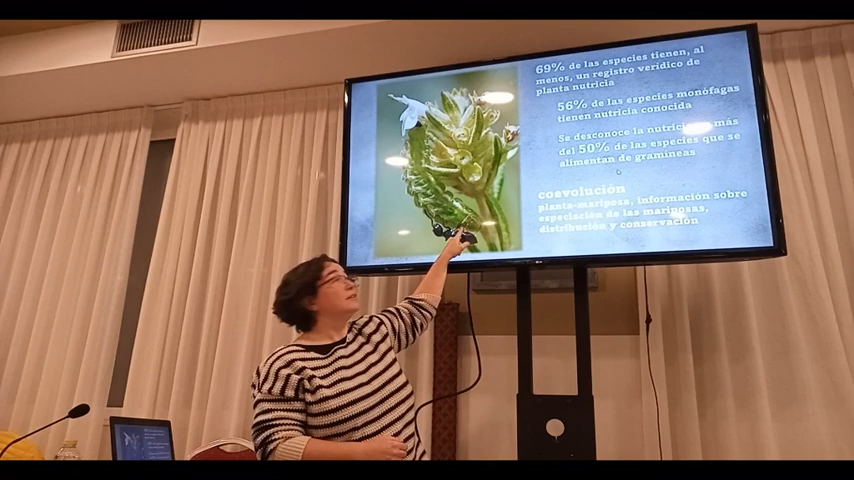 69% de las especies tienen, al
menos, un registro verídico de
planta nutricia
56% de las especies monófagas
tienen nutricia conocida
Se desconoce la más
del 50% de las especies que se
alimentan de gramíneas
coevolución
planta-mariposa, información sobre
especiación de las mariposas,
distribución y conservación
LG